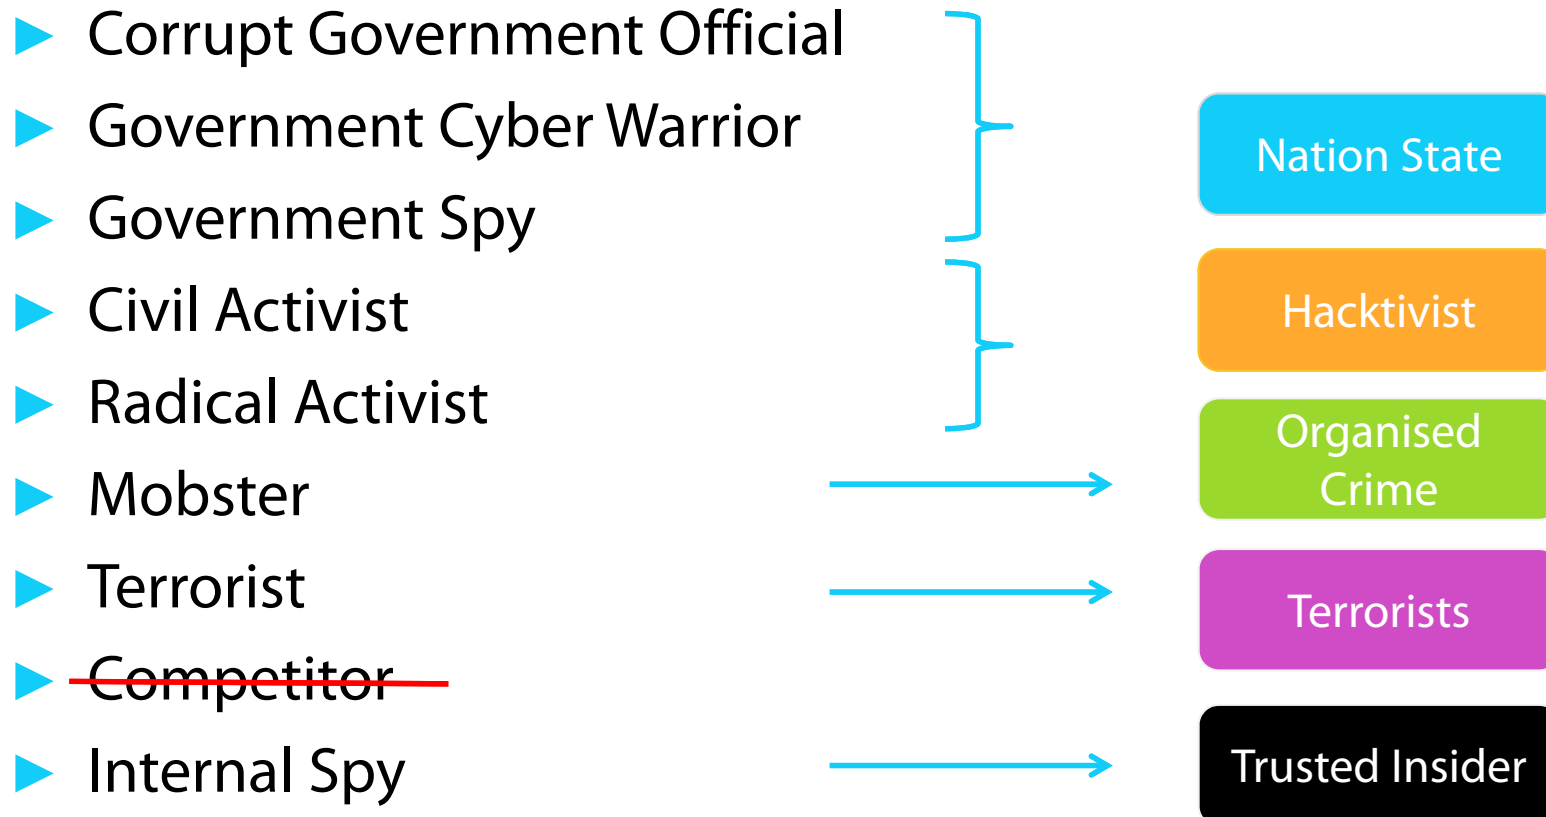 Corrupt Government Official
Government Cyber Warrior
Government Spy
Civil Activist
Radical Activist
Mobster
Terrorist
Competitor
Internal Spy
Nation State
Hacktivist
Organised
Crime
Terrorists
Trusted Insider